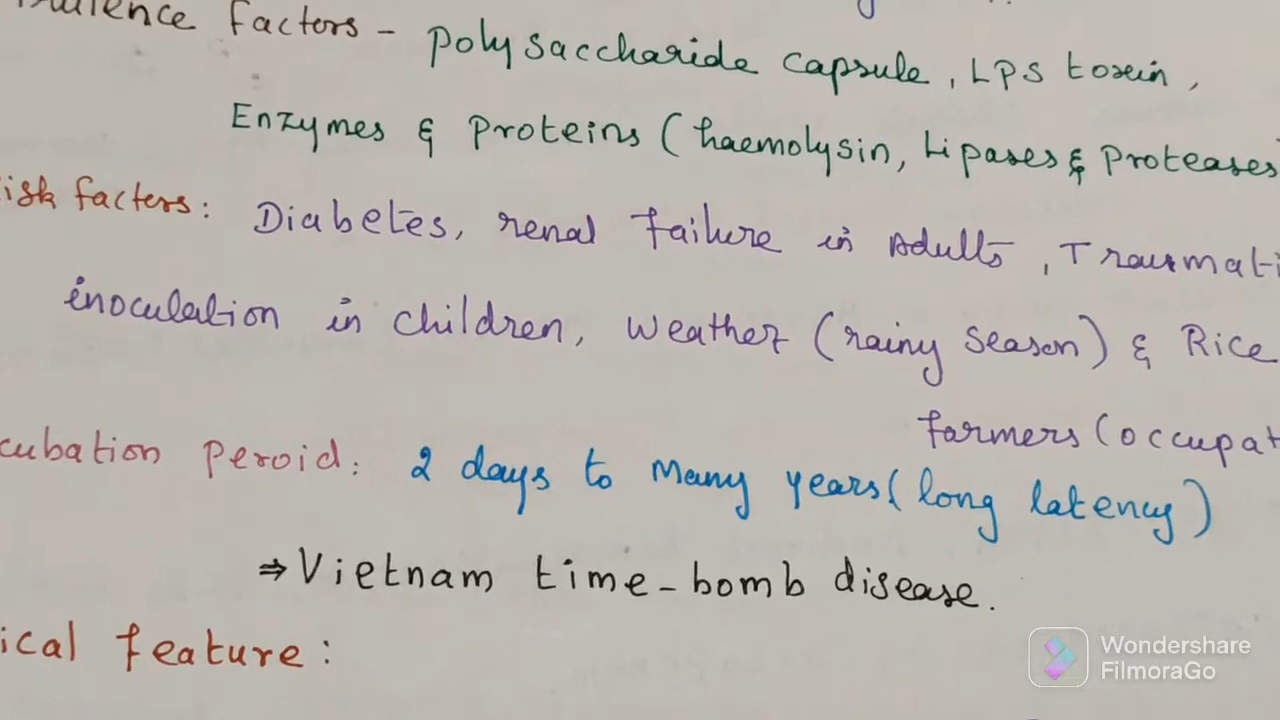 Virulence factors - polysaccharide capsule, LPS toxin,
Enzymes & Proteins (haemolysin, Lipases & Proteases
isk factors: Diabetes, renal failure in Adults, Traumati
inoculation in children, Weather (rainy season) & Rice
farmers (occupat
cubation peroid: 2 days to Many years (long latency)
⇒ Vietnam time-bomb disease.
ical feature:
Wondershare
FilmoraGo